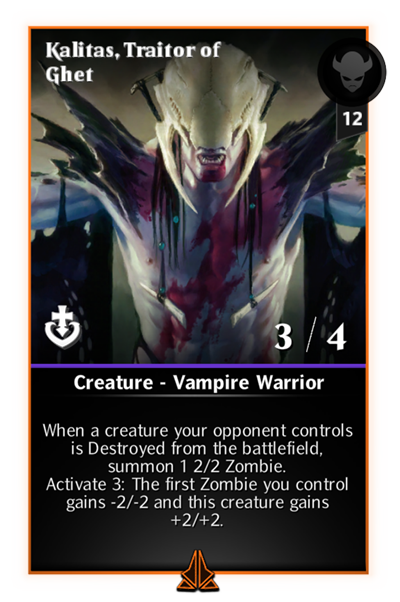 Kalitas, Traitor of
Ghet
12
3 / 4
Creature - Vampire Warrior
When a creature your opponent controls
is Destroyed from the battlefield,
summon 1 2/2 Zombie.
Activate 3: The first Zombie you control
gains -2/-2 and this creature gains
+2/+2.